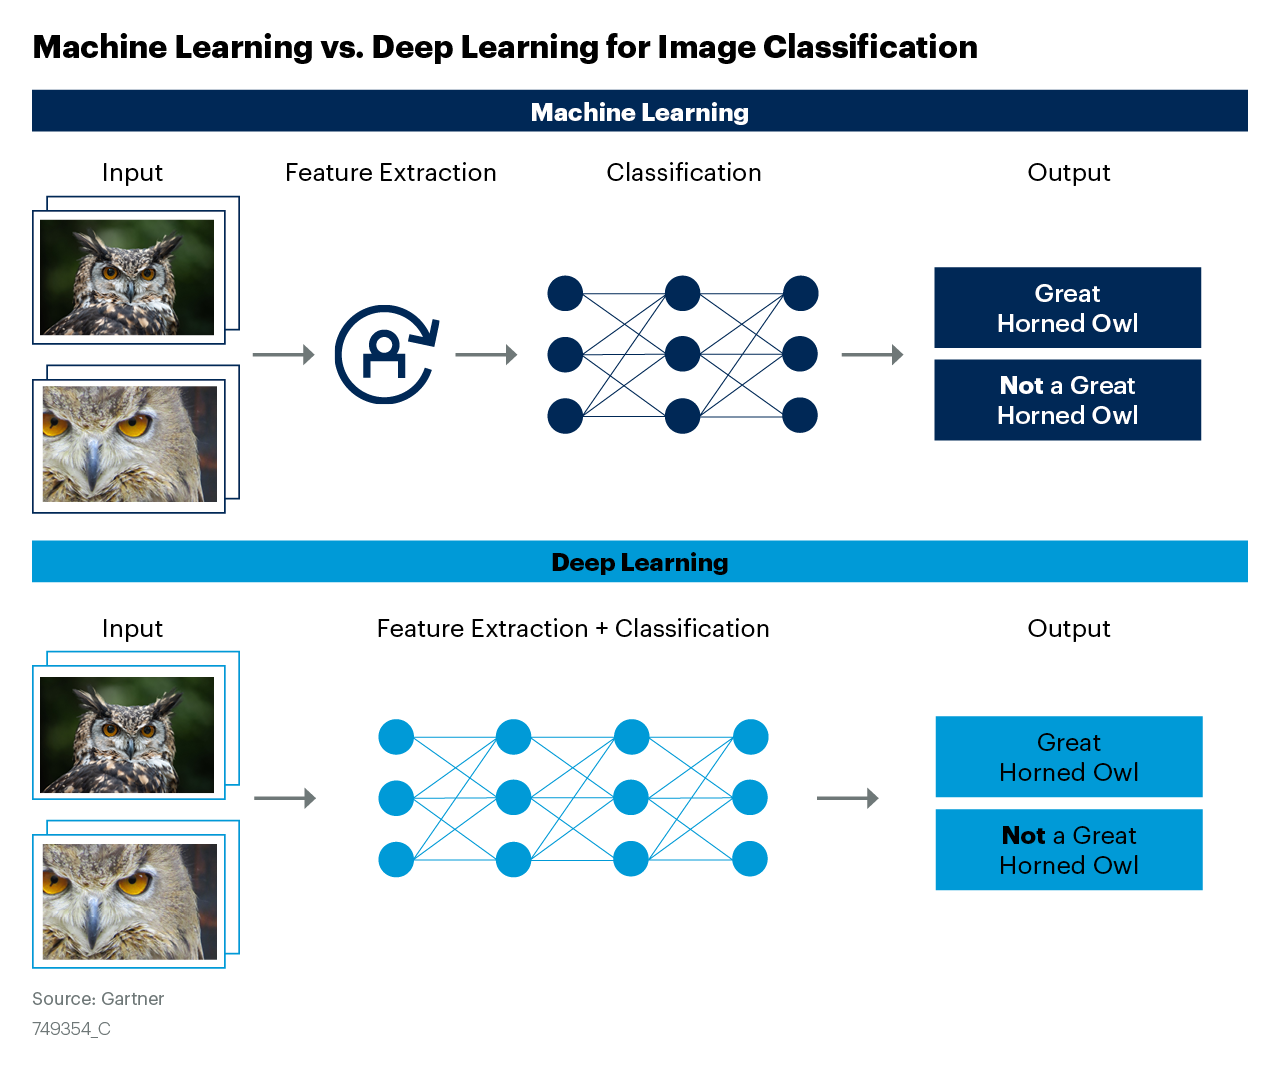 Machine Learning vs. Deep Learning for Image Classification
Machine Learning
Input
Feature Extraction
Classification
Output
Great
Horned Owl
Not a Great
Horned Owl
Deep Learning
Input
Feature Extraction + Classification
Output
Great
Horned Owl
Not a Great
Horned Owl
Source: Gartner
749354_C